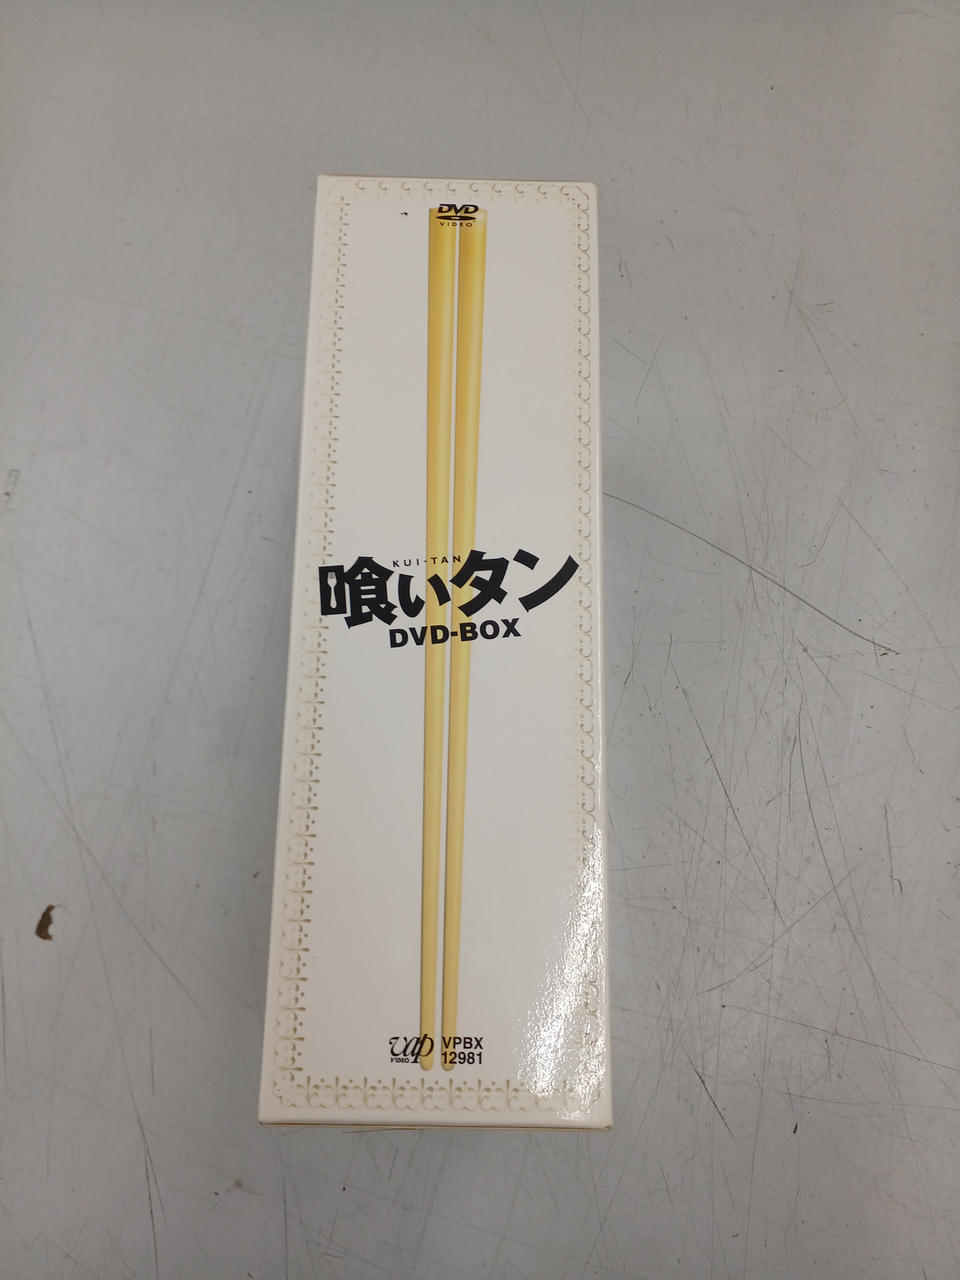 DVD
VIDEO
KUI-TAN
喰いタン
DVD-BOX
vap
VIDEO
VPBX
12981